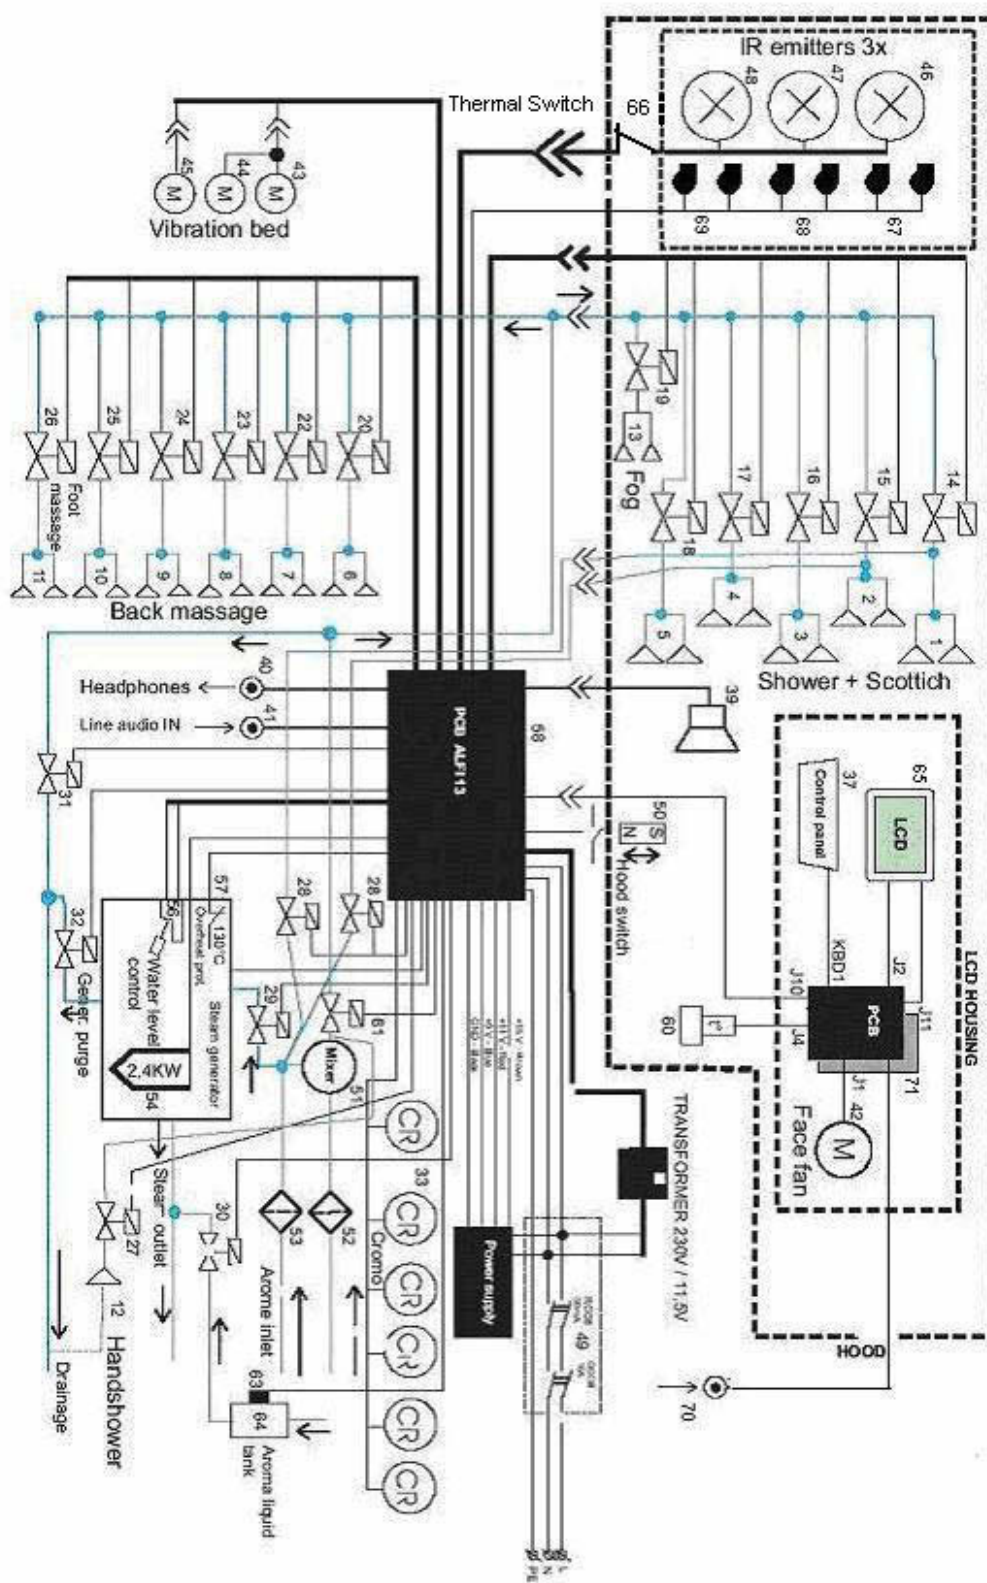 IR emitters 3x
46
47
48
Thermal Switch
66
67
68
69
43
44
45
M
M
M
Vibration bed
26
25
24
23
22
20
19
13
Fog
17
16
15
14
18
Foot
massage
11
10
9
8
7
6
Back massage
5
4
3
2
1
Shower + Scottich
40
Headphones
41
Line audio IN
PCB ALFI 13
58
39
31
50
N S
Hood switch
37
Control panel
65
LCD
LCD HOUSING
KBD1
J2
J10
J11
J4
PCB
J1
71
42
M
Face fan
60
t°
32
Gener. purge
56
57
130°C
Overheat prot.
Water level
control
Steam generator
2,4KW
54
28
28
29
61
Mixer
51
TRANSFORMER 230V / 11,5V
Steam outlet
27
30
53
52
33
CR
CR
CR
CR
CR
CR
Cromo
Power supply
49
12
Handshower
Arome inlet
63
64
Aroma liquid
tank
Drainage
HOOD
70
L
N
PE